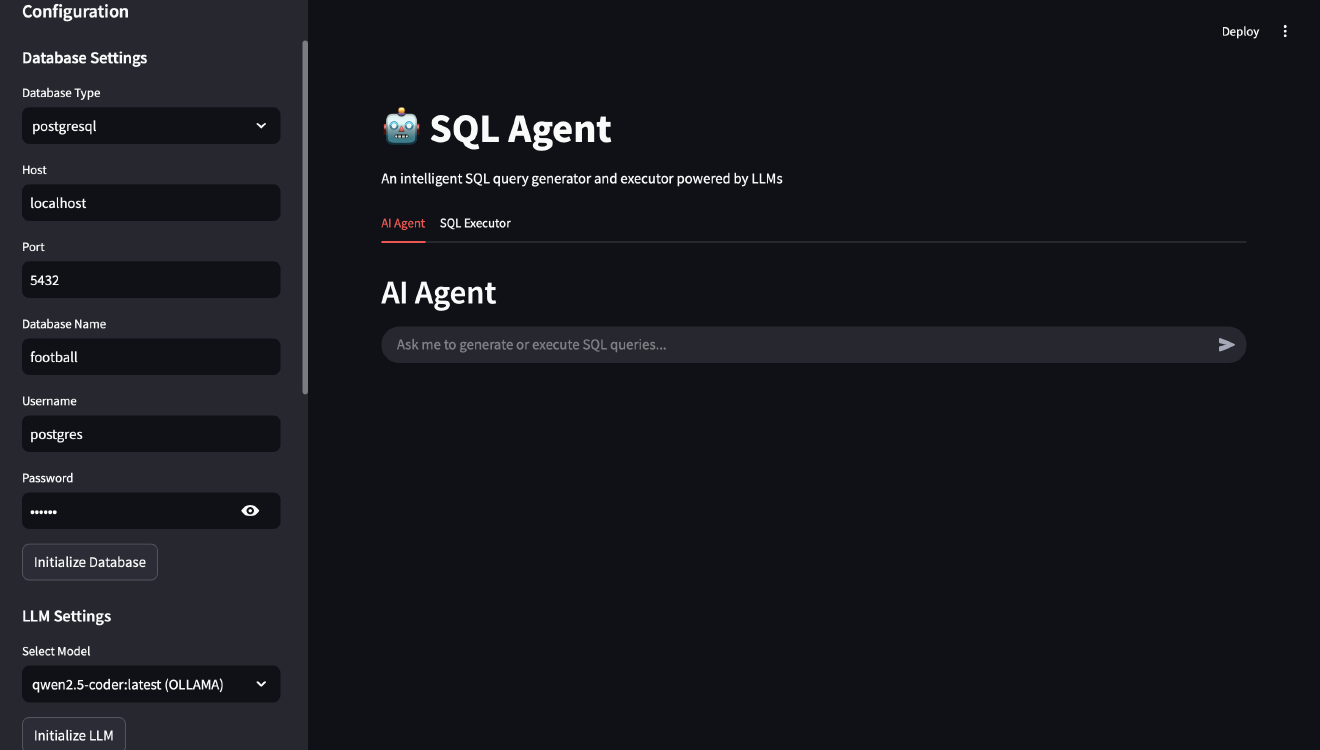 Configuration
Database Settings
Database Type
postgresql
Host
localhost
Port
5432
Database Name
football
Username
postgres
Password
••••••
Initialize Database
LLM Settings
Select Model
qwen2.5-coder:latest (OLLAMA)
Initialize LLM
Deploy
SQL Agent
An intelligent SQL query generator and executor powered by LLMs
AI Agent SQL Executor
AI Agent
Ask me to generate or execute SQL queries...